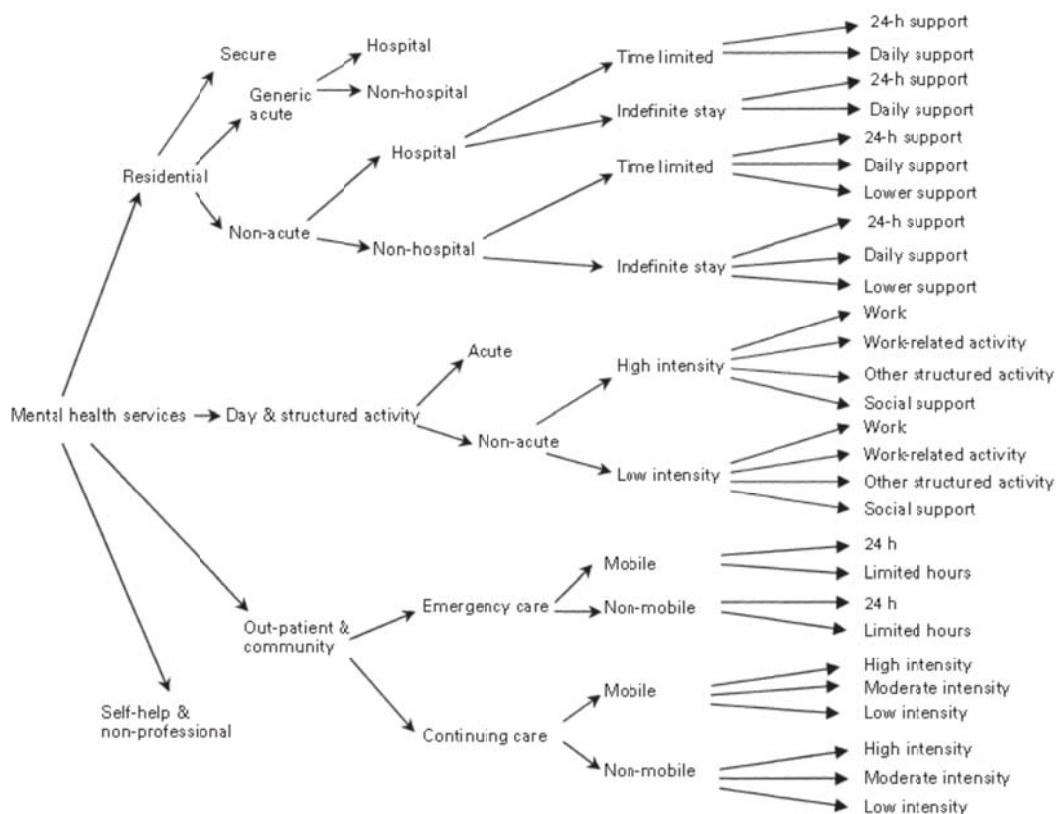 24-h support
Hospital
Time limited
Daily support
Secure
24-h support
Generic
acute
Non-hospital
Indefinite stay
Daily support
Hospital
24-h support
Residential
Time limited
Daily support
Lower support
Non-acute
Non-hospital
24-h support
Indefinite stay
Daily support
Lower support
Work
Acute
High intensity
Work-related activity
Other structured activity
Social support
Mental health services
Day & structured activity
Non-acute
Work
Low intensity
Work-related activity
Other structured activity
Social support
24 h
Mobile
Limited hours
Emergency care
Non-mobile
24 h
Limited hours
Out-patient &
community
High intensity
Mobile
Moderate intensity
Low intensity
Self-help &
non-professional
Continuing care
High intensity
Non-mobile
Moderate intensity
Low intensity